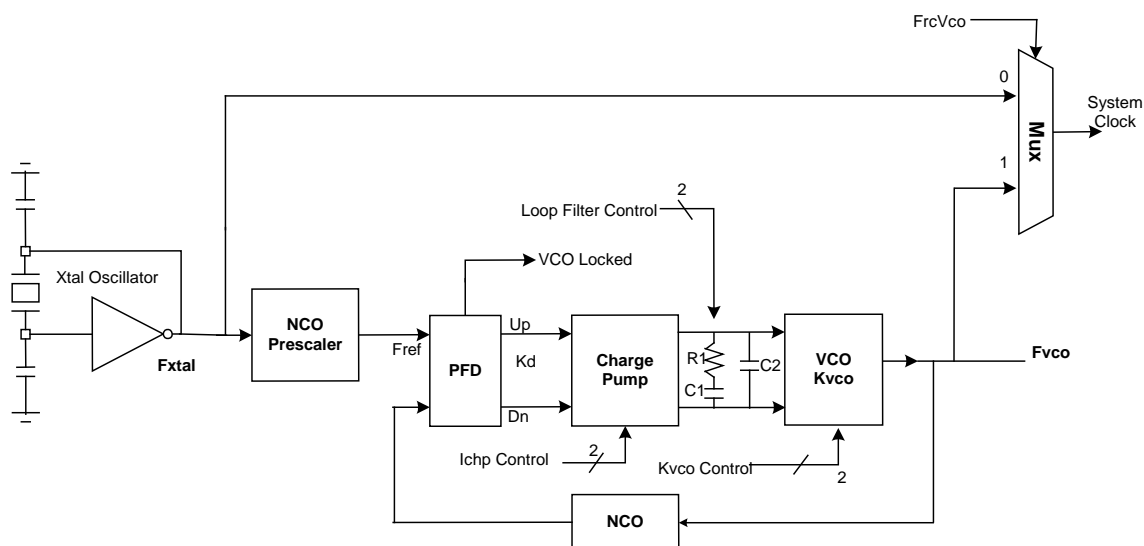 FrcVco
0
System
Clock
Mux
1
2
Loop Filter Control
VCO Locked
Xtal Oscillator
NCO
Prescaler
Fxtal
Fref
PFD
Up
Kd
Dn
Charge
Pump
R1
C1
C2
VCO
Kvco
Fvco
Ichp Control
2
Kvco Control
2
NCO